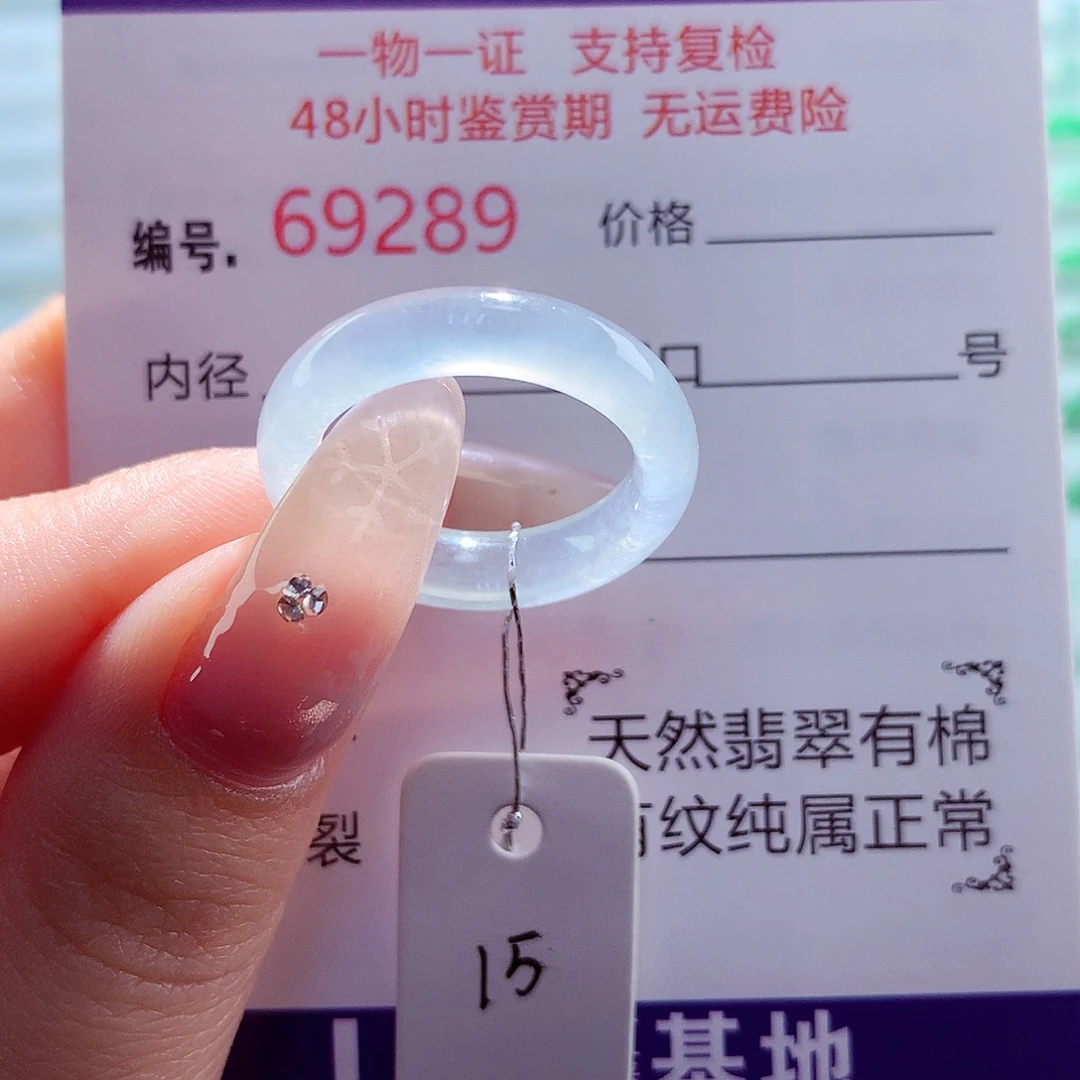 一物一证 支持复检
48小时鉴赏期 无运费险
编号. 69289 价格
内径 口 号
天然翡翠有棉
有纹纯属正常
裂
15
基地